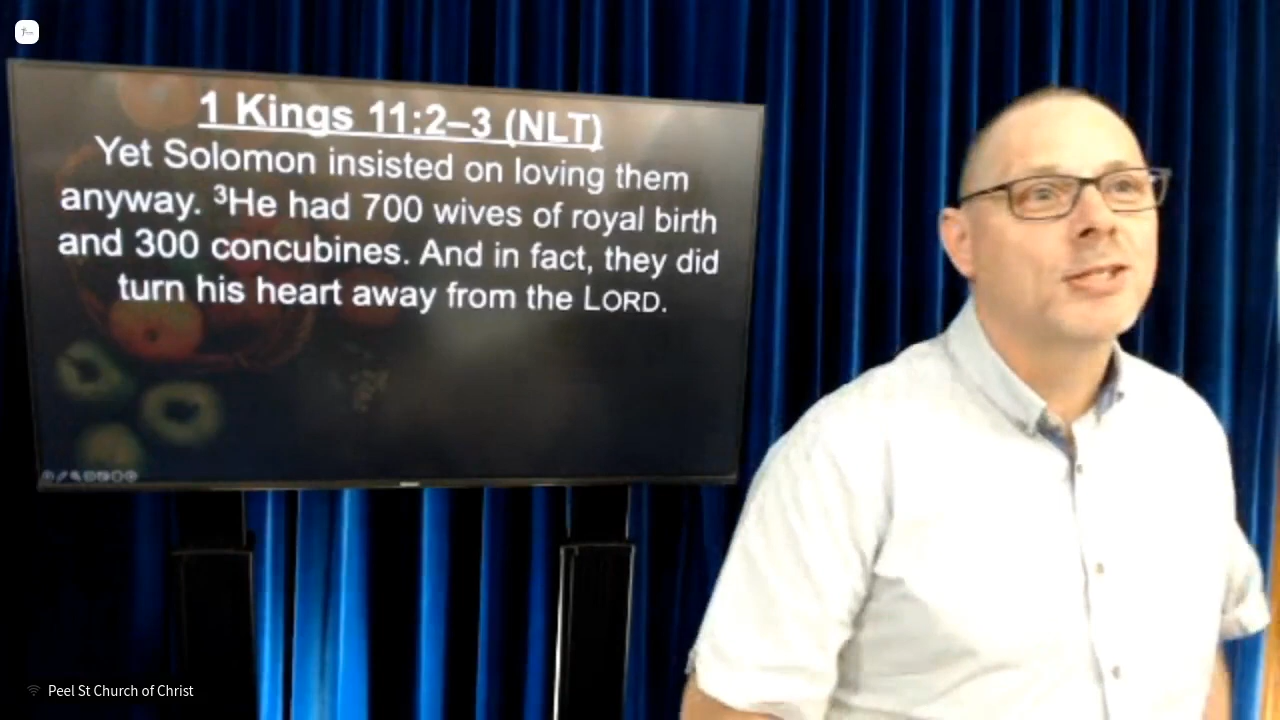 1 Kings 11:2–3 (NLT)
Yet Solomon insisted on loving them
anyway. ³He had 700 wives of royal birth
and 300 concubines. And in fact, they did
turn his heart away from the LORD.
Peel St Church of Christ